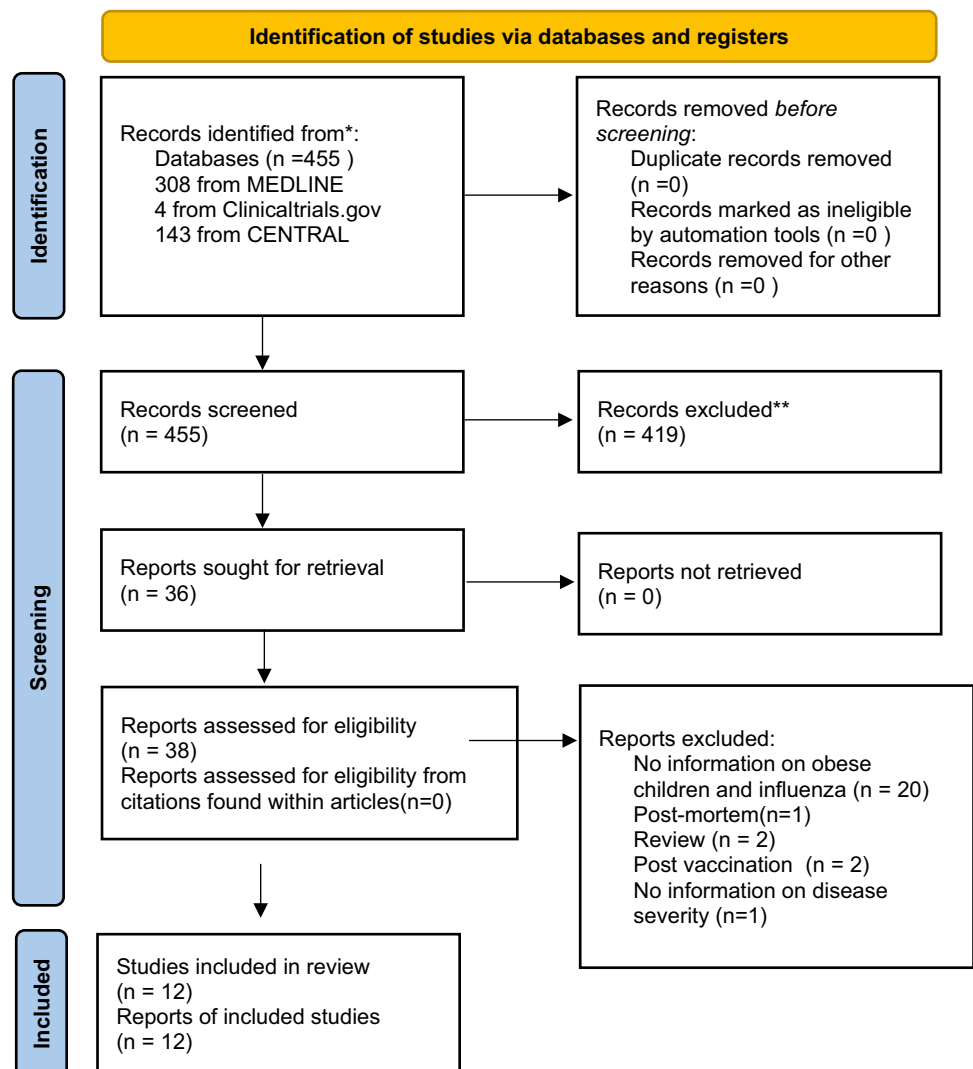 Identification of studies via databases and registers
Identification
Records identified from*:
Databases (n =455 )
308 from MEDLINE
4 from Clinicaltrials.gov
143 from CENTRAL
Records removed before
screening:
Duplicate records removed
(n =0)
Records marked as ineligible
by automation tools (n =0 )
Records removed for other
reasons (n =0 )
Screening
Records screened
(n = 455)
Records excluded**
(n = 419)
Reports sought for retrieval
(n = 36)
Reports not retrieved
(n = 0)
Reports assessed for eligibility
(n = 38)
Reports assessed for eligibility from
citations found within articles(n=0)
Reports excluded:
No information on obese
children and influenza (n = 20)
Post-mortem(n=1)
Review (n = 2)
Post vaccination  (n = 2)
No information on disease
severity (n=1)
Included
Studies included in review
(n = 12)
Reports of included studies
(n = 12)